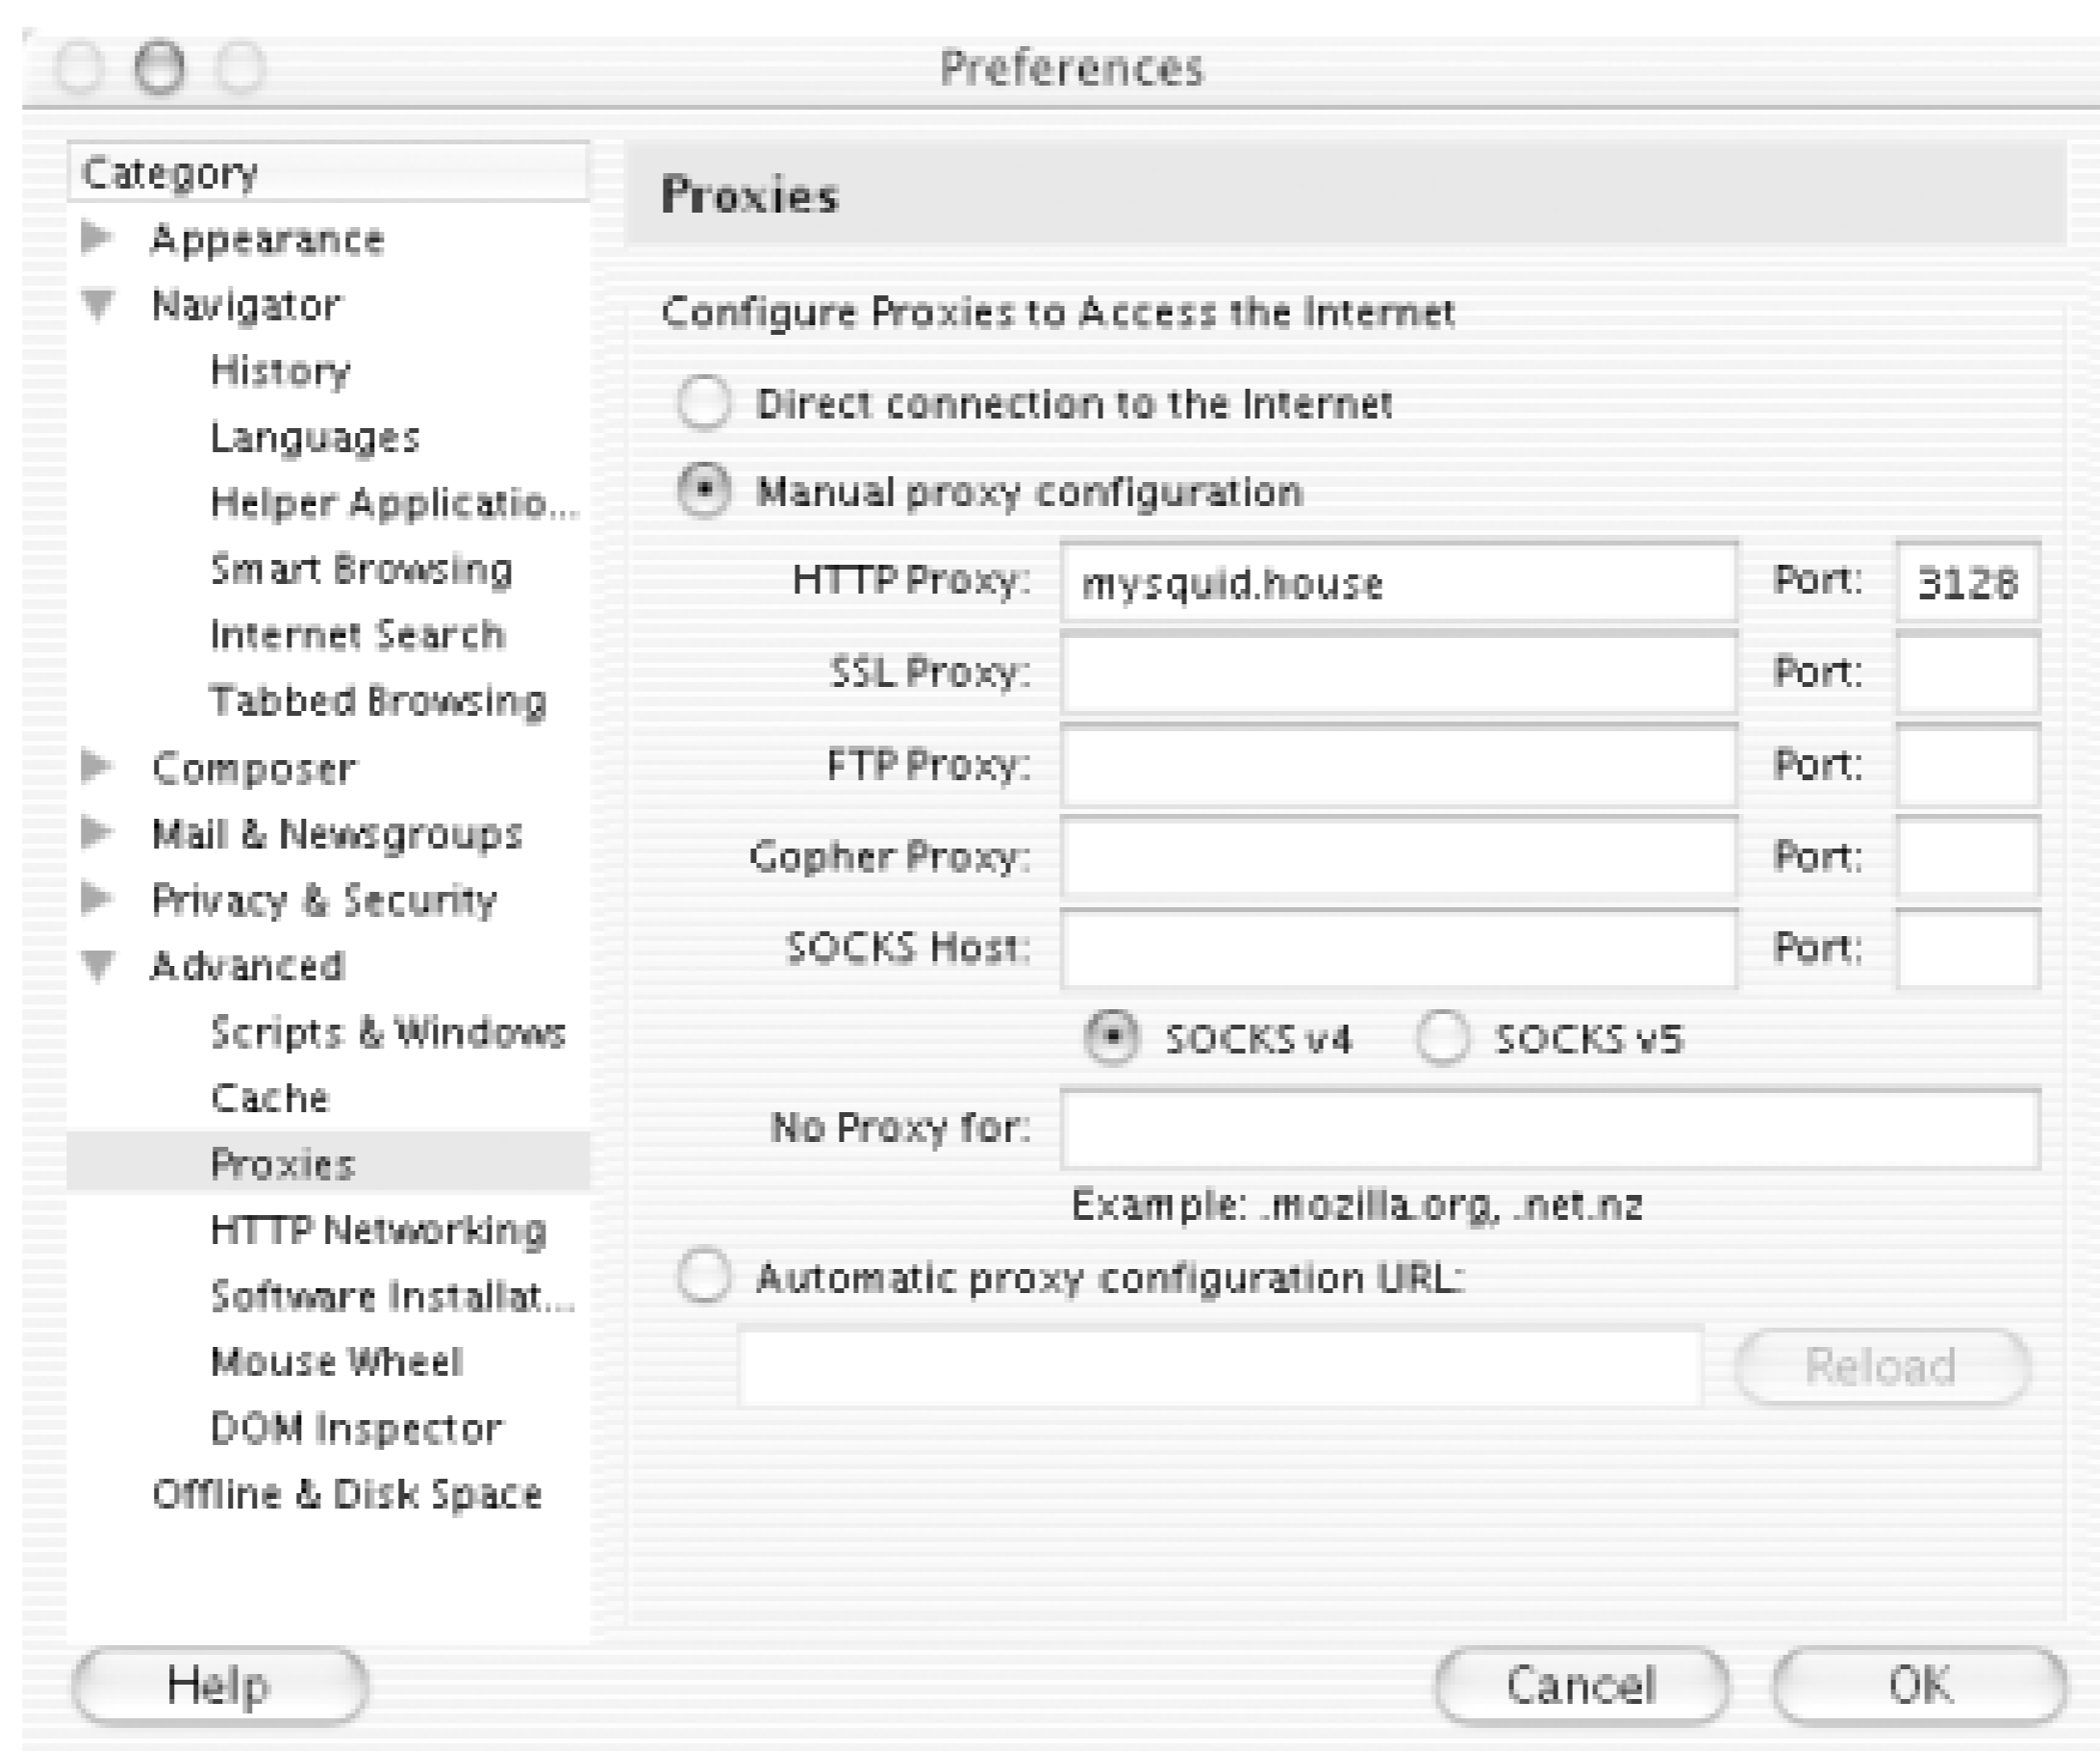 Preferences
Category
Appearance
Navigator
History
Languages
Helper Applicatio...
Smart Browsing
Internet Search
Tabbed Browsing
Composer
Mail & Newsgroups
Privacy & Security
Advanced
Scripts & Windows
Cache
Proxies
HTTP Networking
Software Installat...
Mouse Wheel
DOM Inspector
Offline & Disk Space
Proxies
Configure Proxies to Access the Internet
Direct connection to the Internet
Manual proxy configuration
HTTP Proxy: mysquid.house Port: 3128
SSL Proxy: Port:
FTP Proxy: Port:
Gopher Proxy: Port:
SOCKS Host: Port:
SOCKS v4 SOCKS v5
No Proxy for:
Example: .mozilla.org, .net.nz
Automatic proxy configuration URL:
Reload
Help Cancel OK